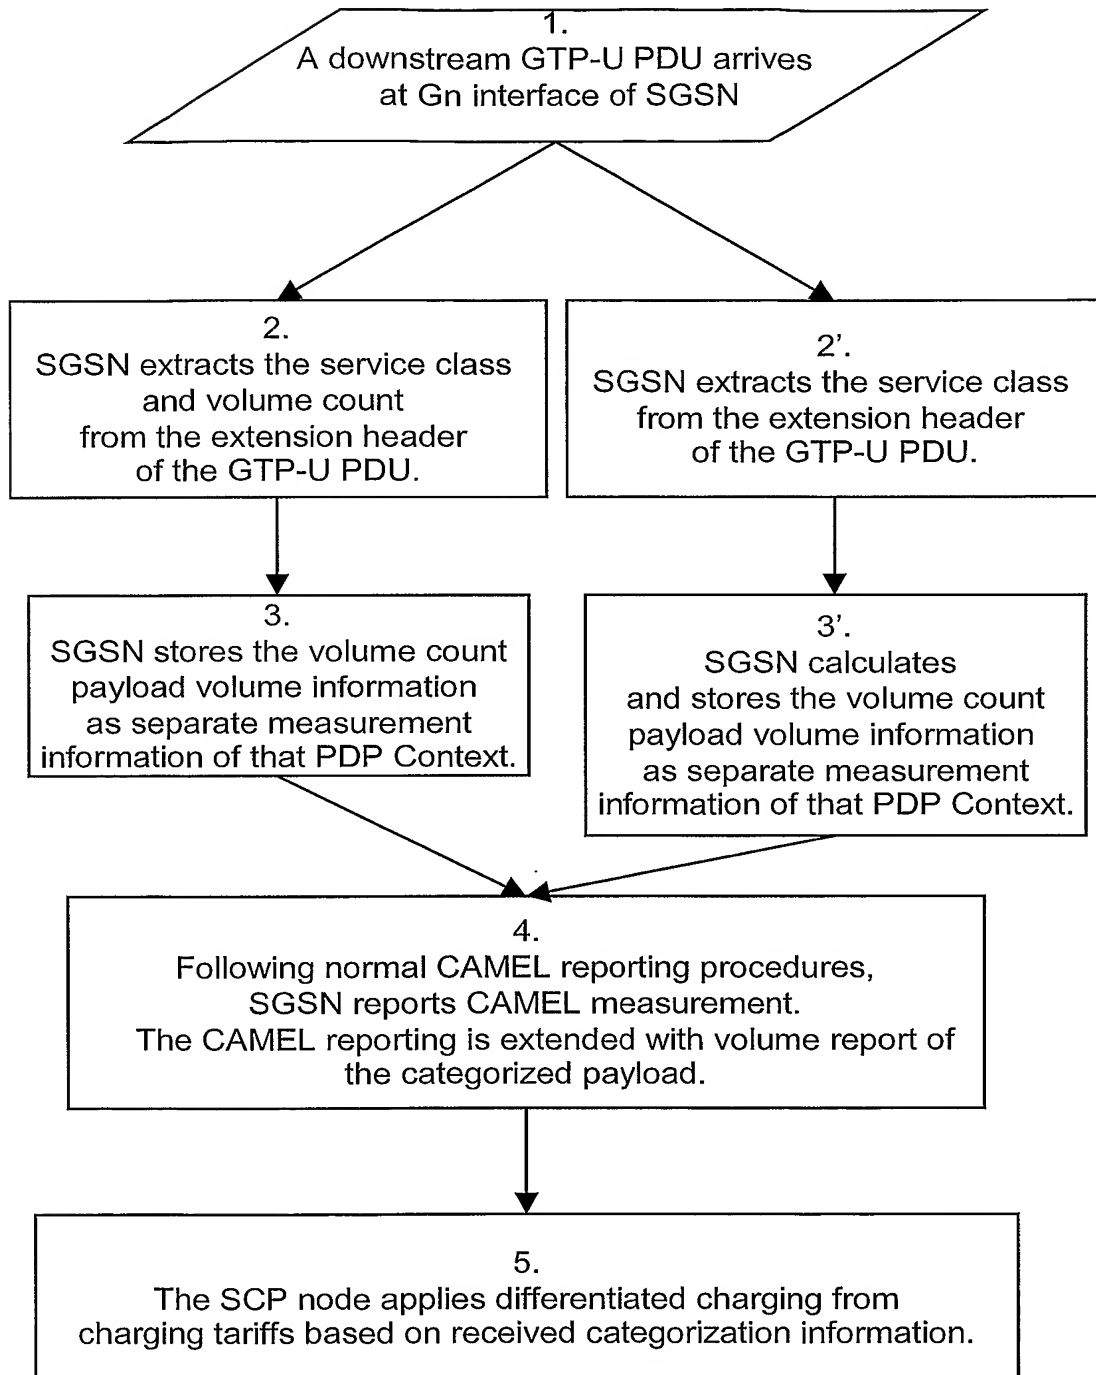 1.
A downstream GTP-U PDU arrives
at Gn interface of SGSN
2.
SGSN extracts the service class
and volume count
from the extension header
of the GTP-U PDU.
2'.
SGSN extracts the service class
from the extension header
of the GTP-U PDU.
3.
SGSN stores the volume count
payload volume information
as separate measurement
information of that PDP Context.
3'.
SGSN calculates
and stores the volume count
payload volume information
as separate measurement
information of that PDP Context.
4.
Following normal CAMEL reporting procedures,
SGSN reports CAMEL measurement.
The CAMEL reporting is extended with volume report of
the categorized payload.
5.
The SCP node applies differentiated charging from
charging tariffs based on received categorization information.